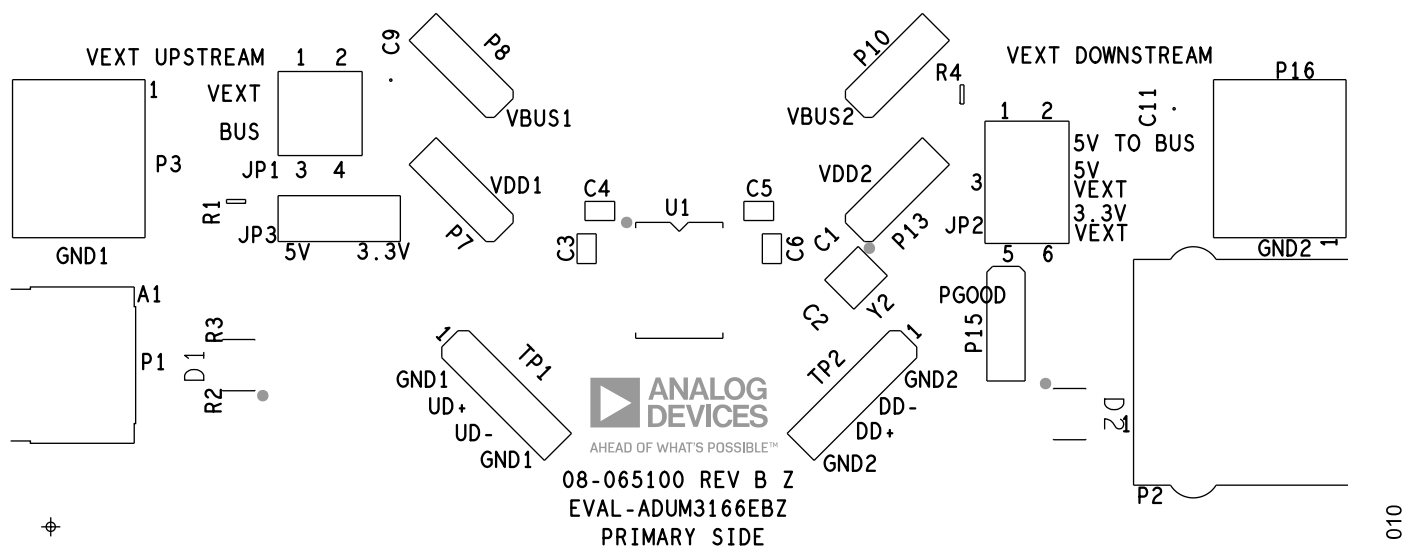 VEXT UPSTREAM
1 2
VEXT
BUS
JP1 3 4
1
P3
GND1
R1
JP3
5V 3.3V
C9
P8
VBUS1
VDD1
P7
C4
C3
U1
C5
C6
P10
VBUS2
VDD2
P13
C1
C2
Y2
R4
VEXT DOWNSTREAM
1 2
5V TO BUS
3
5V
VEXT
3.3V
VEXT
JP2
5 6
C11
P16
GND2
1
A1
P1
D1
R3
R2
1
TP1
GND1
UD+
UD-
GND1
ANALOG
DEVICES
AHEAD OF WHAT'S POSSIBLE™
08-065100 REV B Z
EVAL-ADUM3166EBZ
PRIMARY SIDE
1
TP2
GND2
DD-
DD+
GND2
PGOOD
P15
D2
1
P2
010